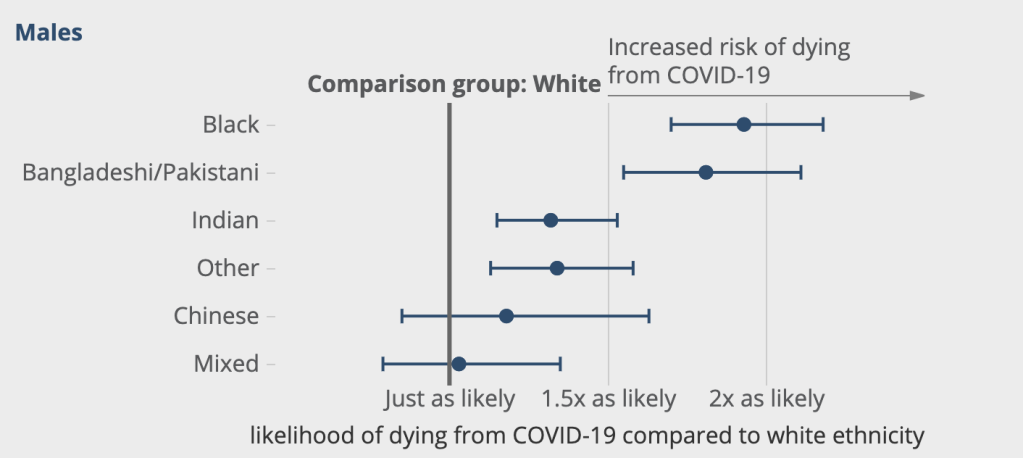 Males
Increased risk of dying
from COVID-19
Comparison group: White
Black
Bangladeshi/Pakistani
Indian
Other
Chinese
Mixed
Just as likely 1.5x as likely 2x as likely
likelihood of dying from COVID-19 compared to white ethnicity